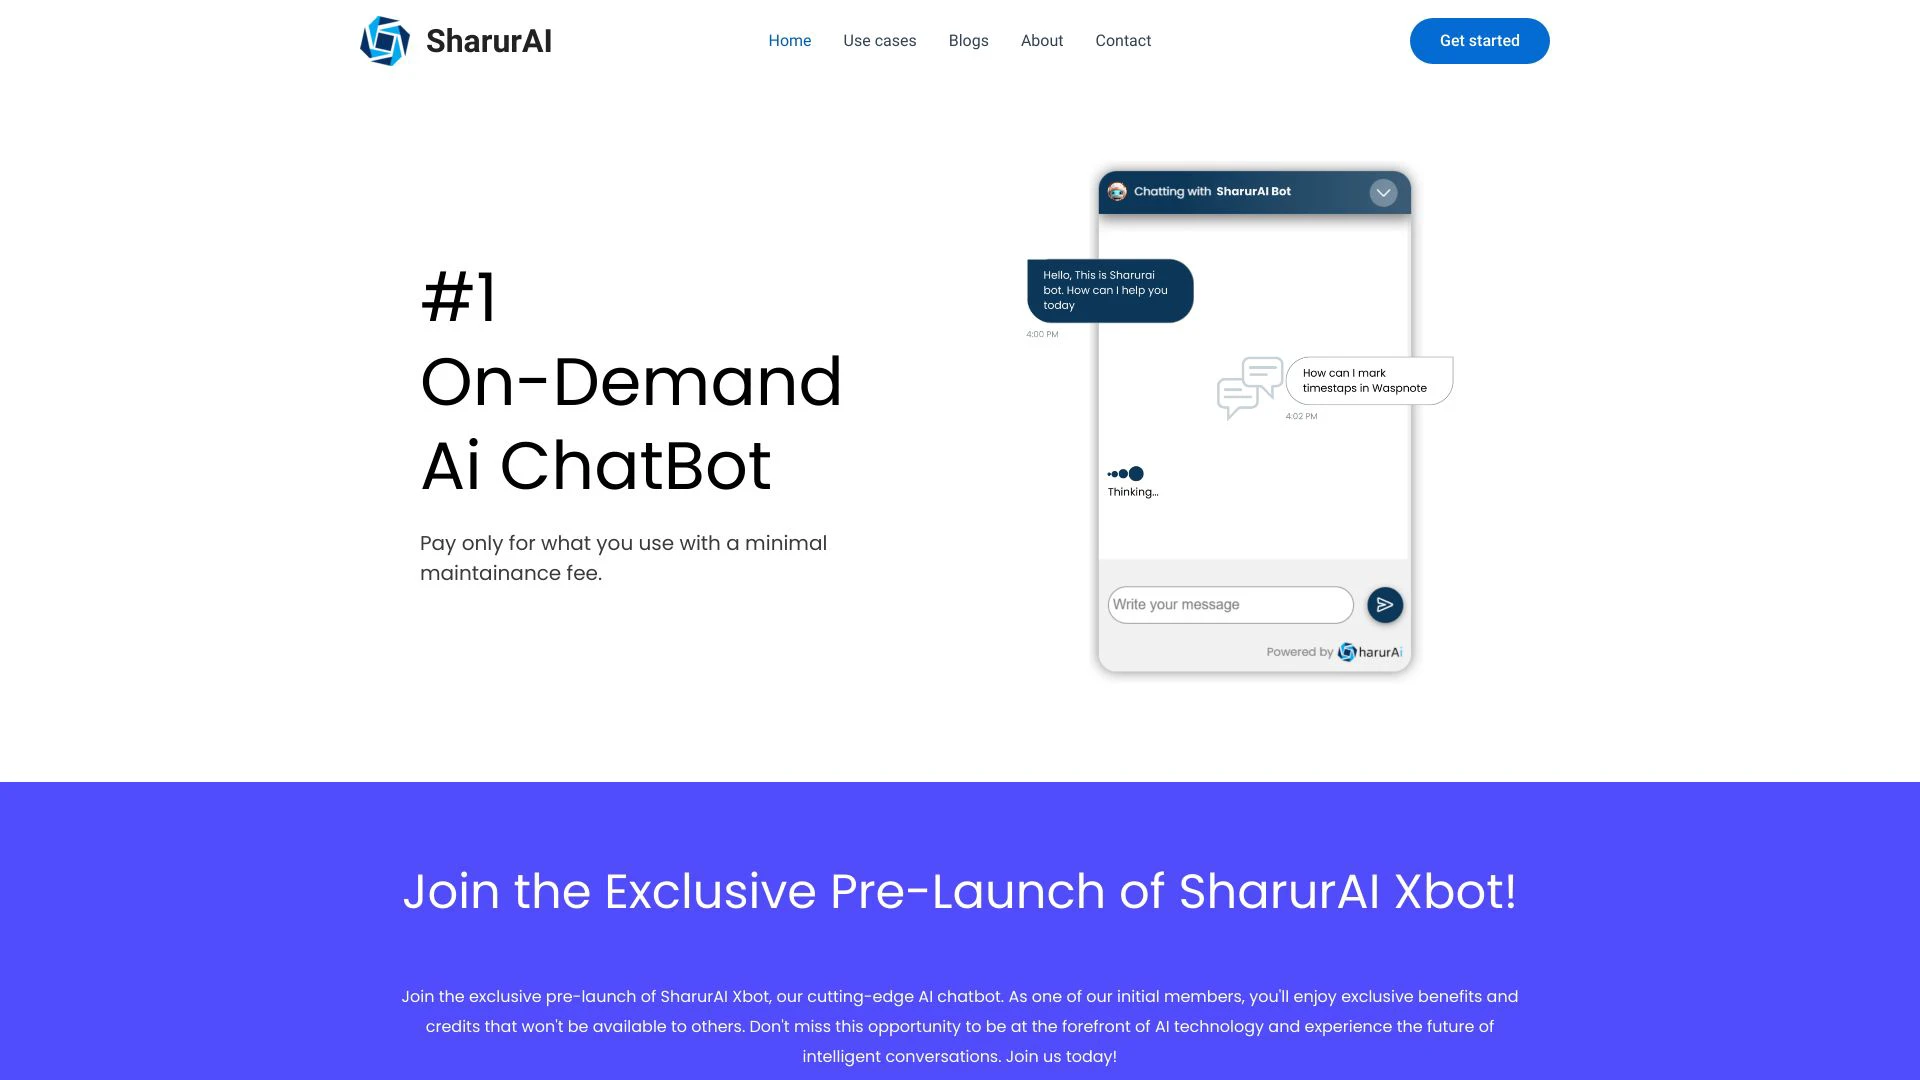 SharurAI
Home
Use cases
Blogs
About
Contact
Get started
#1
On-Demand
Ai ChatBot
Pay only for what you use with a minimal
maintainance fee.
Chatting with SharurAI Bot
Hello, This is Sharurai
bot. How can I help you
today
4:00 PM
How can I mark
timestaps in Waspnote
4:02 PM
Thinking...
Write your message
Powered by harurAi
Join the Exclusive Pre-Launch of SharurAI Xbot!
Join the exclusive pre-launch of SharurAI Xbot, our cutting-edge AI chatbot. As one of our initial members, you'll enjoy exclusive benefits and
credits that won't be available to others. Don't miss this opportunity to be at the forefront of AI technology and experience the future of
intelligent conversations. Join us today!